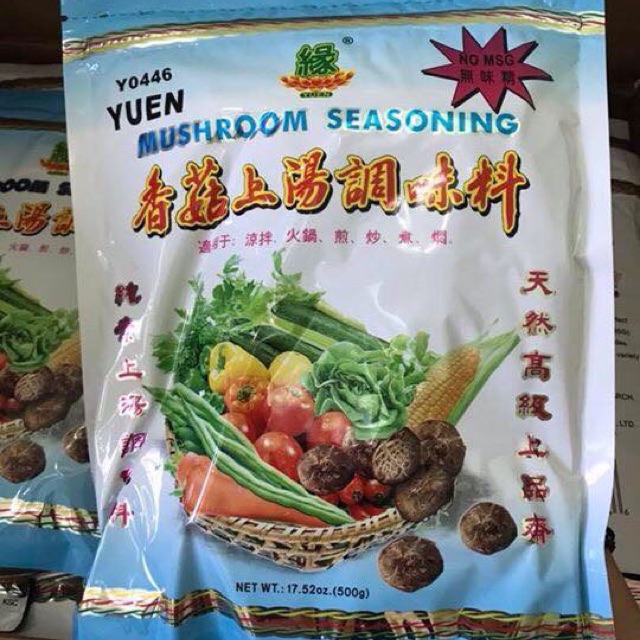 緣®
YUEN
Y0446
YUEN
NO MSG
無味精
MUSHROOM SEASONING
香菇上湯調味料
適于: 涼拌、火鍋、煎、炒、煮、燜。
純素上湯調味料
天然高級上品齋
NET WT.: 17.52oz.(500g)